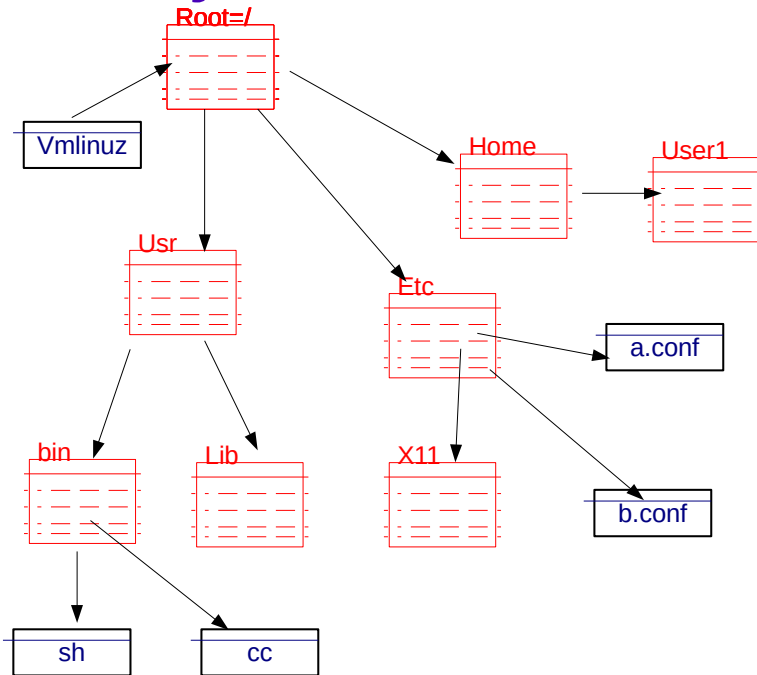 Root=/
Vmlinuz
Home
User1
Usr
Etc
a.conf
bin
Lib
X11
b.conf
sh
cc